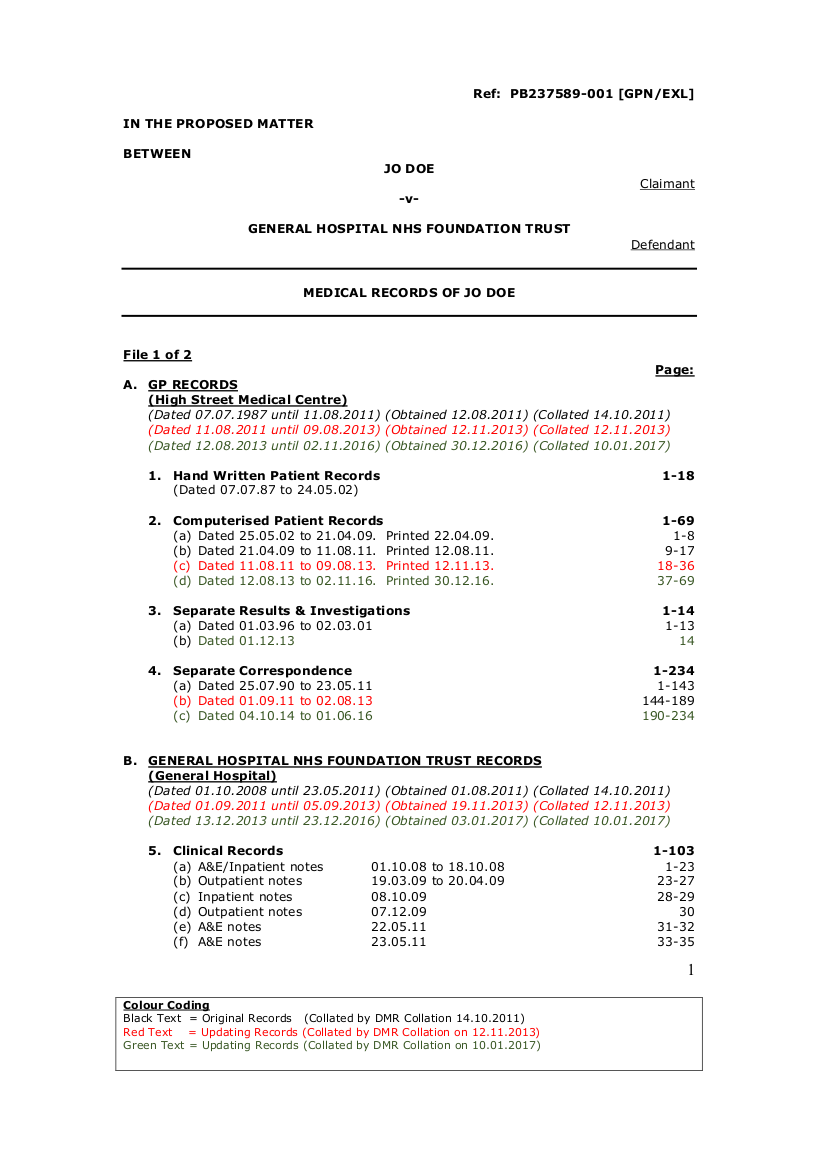 Ref: PB237589-001 [GPN/EXL]
IN THE PROPOSED MATTER
BETWEEN
JO DOE
Claimant
-v-
GENERAL HOSPITAL NHS FOUNDATION TRUST
Defendant
MEDICAL RECORDS OF JO DOE
File 1 of 2
Page:
A. GP RECORDS
(High Street Medical Centre)
(Dated 07.07.1987 until 11.08.2011) (Obtained 12.08.2011) (Collated 14.10.2011)
(Dated 11.08.2011 until 09.08.2013) (Obtained 12.11.2013) (Collated 12.11.2013)
(Dated 12.08.2013 until 02.11.2016) (Obtained 30.12.2016) (Collated 10.01.2017)
1. Hand Written Patient Records 1-18
(Dated 07.07.87 to 24.05.02)
2. Computerised Patient Records 1-69
(a) Dated 25.05.02 to 21.04.09. Printed 22.04.09. 1-8
(b) Dated 21.04.09 to 11.08.11. Printed 12.08.11. 9-17
(c) Dated 11.08.11 to 09.08.13. Printed 12.11.13. 18-36
(d) Dated 12.08.13 to 02.11.16. Printed 30.12.16. 37-69
3. Separate Results & Investigations 1-14
(a) Dated 01.03.96 to 02.03.01 1-13
(b) Dated 01.12.13 14
4. Separate Correspondence 1-234
(a) Dated 25.07.90 to 23.05.11 1-143
(b) Dated 01.09.11 to 02.08.13 144-189
(c) Dated 04.10.14 to 01.06.16 190-234
B. GENERAL HOSPITAL NHS FOUNDATION TRUST RECORDS
(General Hospital)
(Dated 01.10.2008 until 23.05.2011) (Obtained 01.08.2011) (Collated 14.10.2011)
(Dated 01.09.2011 until 05.09.2013) (Obtained 19.11.2013) (Collated 12.11.2013)
(Dated 13.12.2013 until 23.12.2016) (Obtained 03.01.2017) (Collated 10.01.2017)
5. Clinical Records 1-103
(a) A&E/Inpatient notes 01.10.08 to 18.10.08 1-23
(b) Outpatient notes 19.03.09 to 20.04.09 23-27
(c) Inpatient notes 08.10.09 28-29
(d) Outpatient notes 07.12.09 30
(e) A&E notes 22.05.11 31-32
(f) A&E notes 23.05.11 33-35
1
Colour Coding
Black Text = Original Records (Collated by DMR Collation 14.10.2011)
Red Text = Updating Records (Collated by DMR Collation on 12.11.2013)
Green Text = Updating Records (Collated by DMR Collation on 10.01.2017)